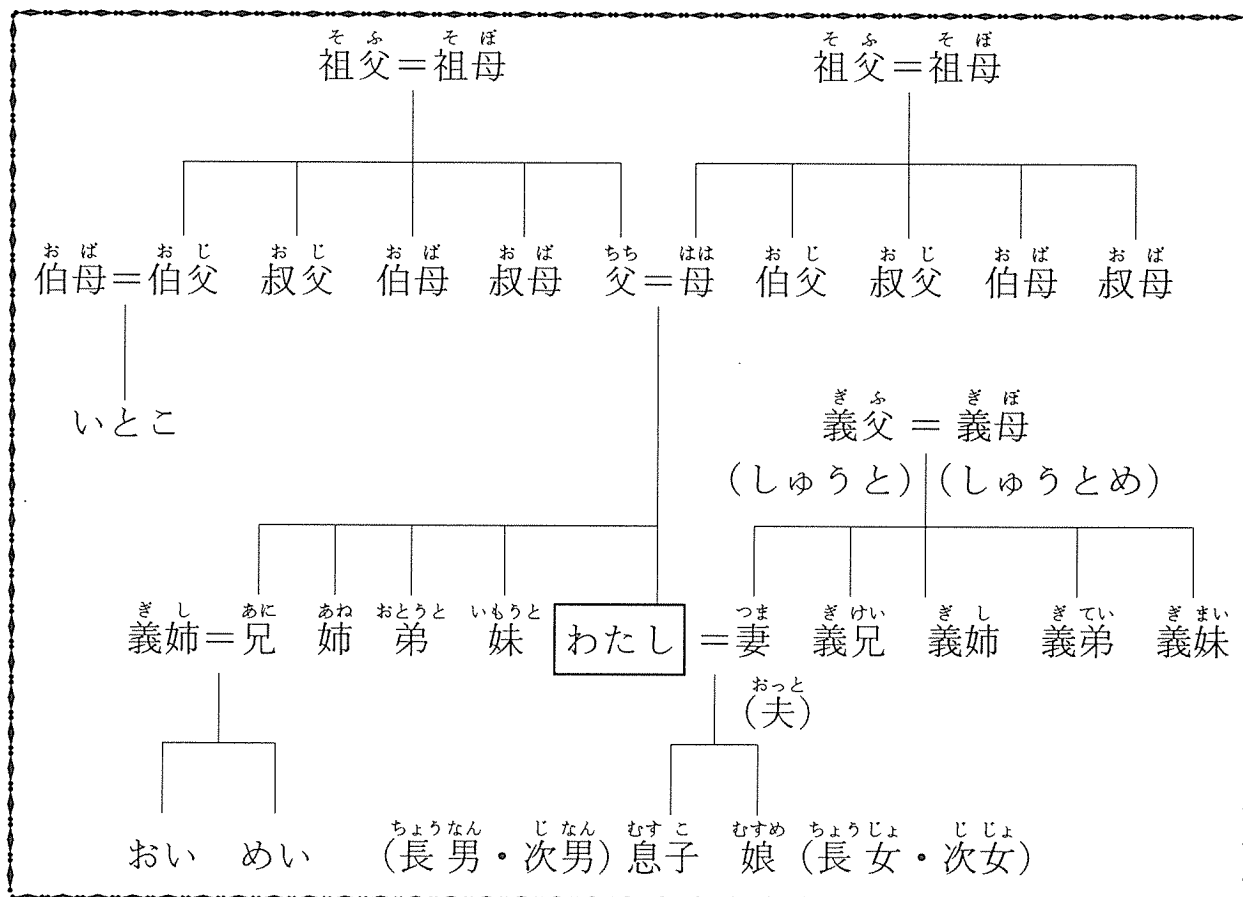 そ ふ そ ぼ そ ふ そ ぼ
祖父＝祖母 祖父＝祖母
お ば お じ お じ お ば お ば ちち はは お じ お じ お ば お ば
伯母＝伯父 叔父 伯母 叔母 父＝母 伯父 叔父 伯母 叔母
いとこ
ぎ ふ ぎ ぼ
義父＝義母
(しゅうと) (しゅうとめ)
ぎ し あに あね おとうと いもうと つま ぎ けい ぎ し ぎ てい ぎ まい
義姉＝兄 姉 弟 妹 わたし ＝妻 義兄 義姉 義弟 義妹
おっと
(夫)
ちょうなん じ なん むす こ むすめ ちょうじょ じ じょ
おい めい (長男・次男) 息子 娘 (長女・次女)